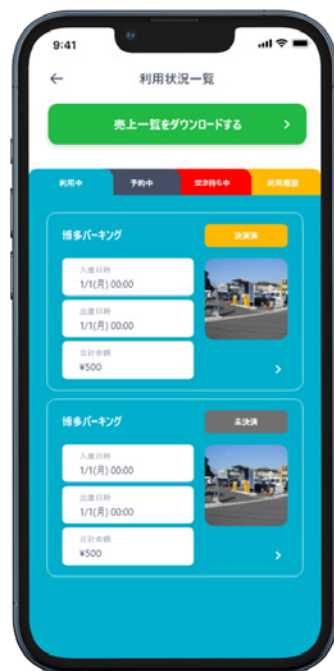 9:41
利用状況一覧
売上一覧をダウンロードする
利用中 予約中 空き待ち中 利用履歴
博多パーキング 決済済
入庫日時
1/1(月) 00:00
出庫日時
1/1(月) 00:00
合計金額
¥500
博多パーキング 未決済
入庫日時
1/1(月) 00:00
出庫日時
1/1(月) 00:00
合計金額
¥500